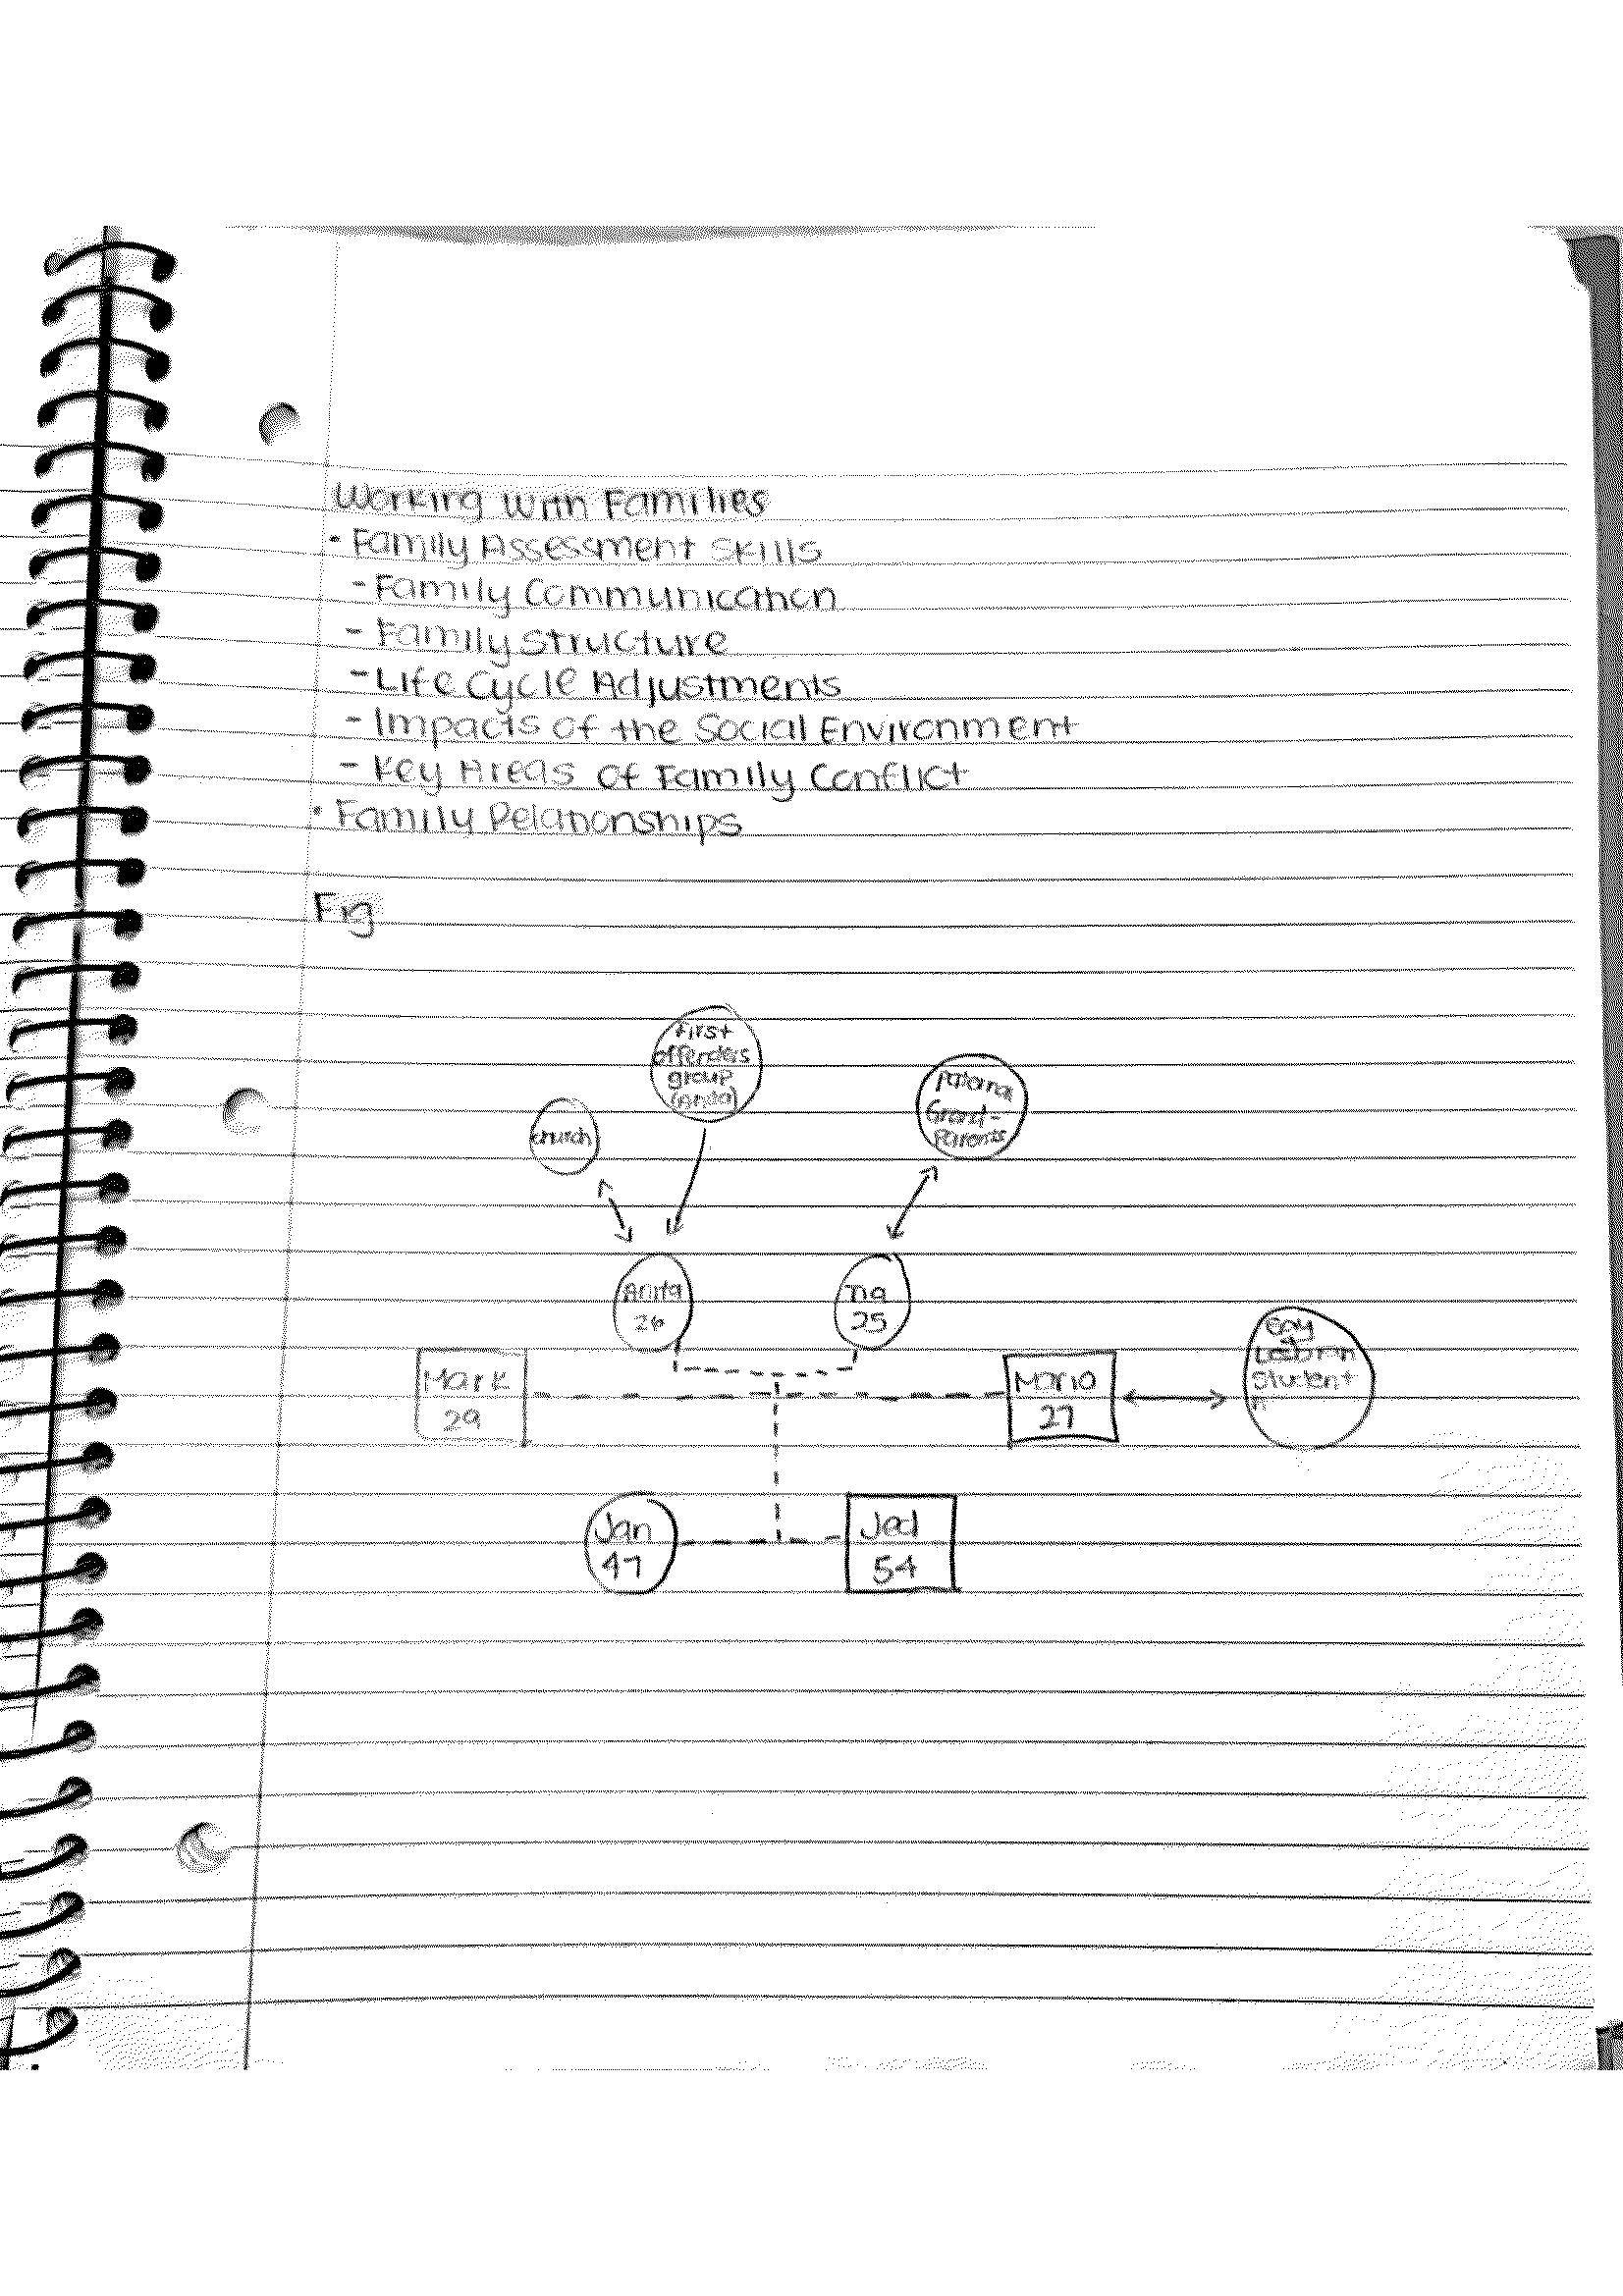 Working With Families
• Family Assessment Skills
- Family Communication
- Family Structure
- Life Cycle Adjustments
- Impacts of the Social Environment
- Key Areas of Family Conflict
• Family Relationships
Fig
First
offenders
group
(Anita)
church
Grand-
Parents
Anita
26
Tina
25
Mark
29
Mario
27
Gay
Lesbian
Student
A
Jan
47
Jed
54